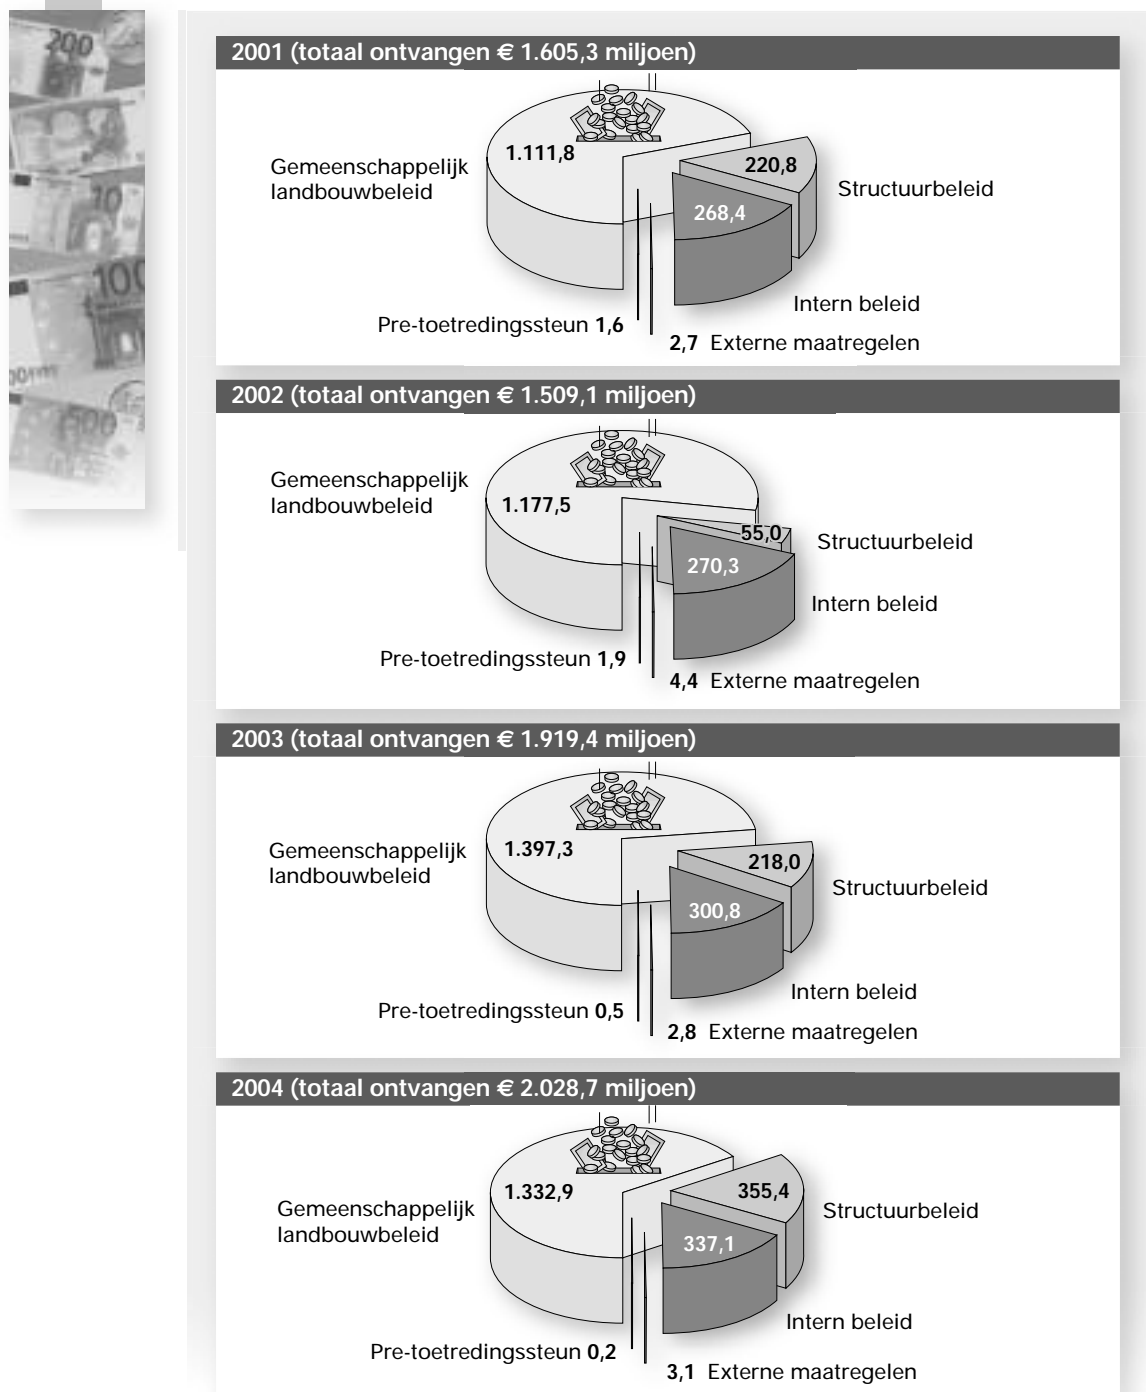 2001 (totaal ontvangen € 1.605,3 miljoen)
Gemeenschappelijk
landbouwbeleid
1.111,8
220,8
Structuurbeleid
268,4
Intern beleid
Pre-toetredingssteun 1,6
2,7 Externe maatregelen
2002 (totaal ontvangen € 1.509,1 miljoen)
Gemeenschappelijk
landbouwbeleid
1.177,5
55,0
Structuurbeleid
270,3
Intern beleid
Pre-toetredingssteun 1,9
4,4 Externe maatregelen
2003 (totaal ontvangen € 1.919,4 miljoen)
Gemeenschappelijk
landbouwbeleid
1.397,3
218,0
Structuurbeleid
300,8
Intern beleid
Pre-toetredingssteun 0,5
2,8 Externe maatregelen
2004 (totaal ontvangen € 2.028,7 miljoen)
Gemeenschappelijk
landbouwbeleid
1.332,9
355,4
Structuurbeleid
337,1
Intern beleid
Pre-toetredingssteun 0,2
3,1 Externe maatregelen
200
10
100
500